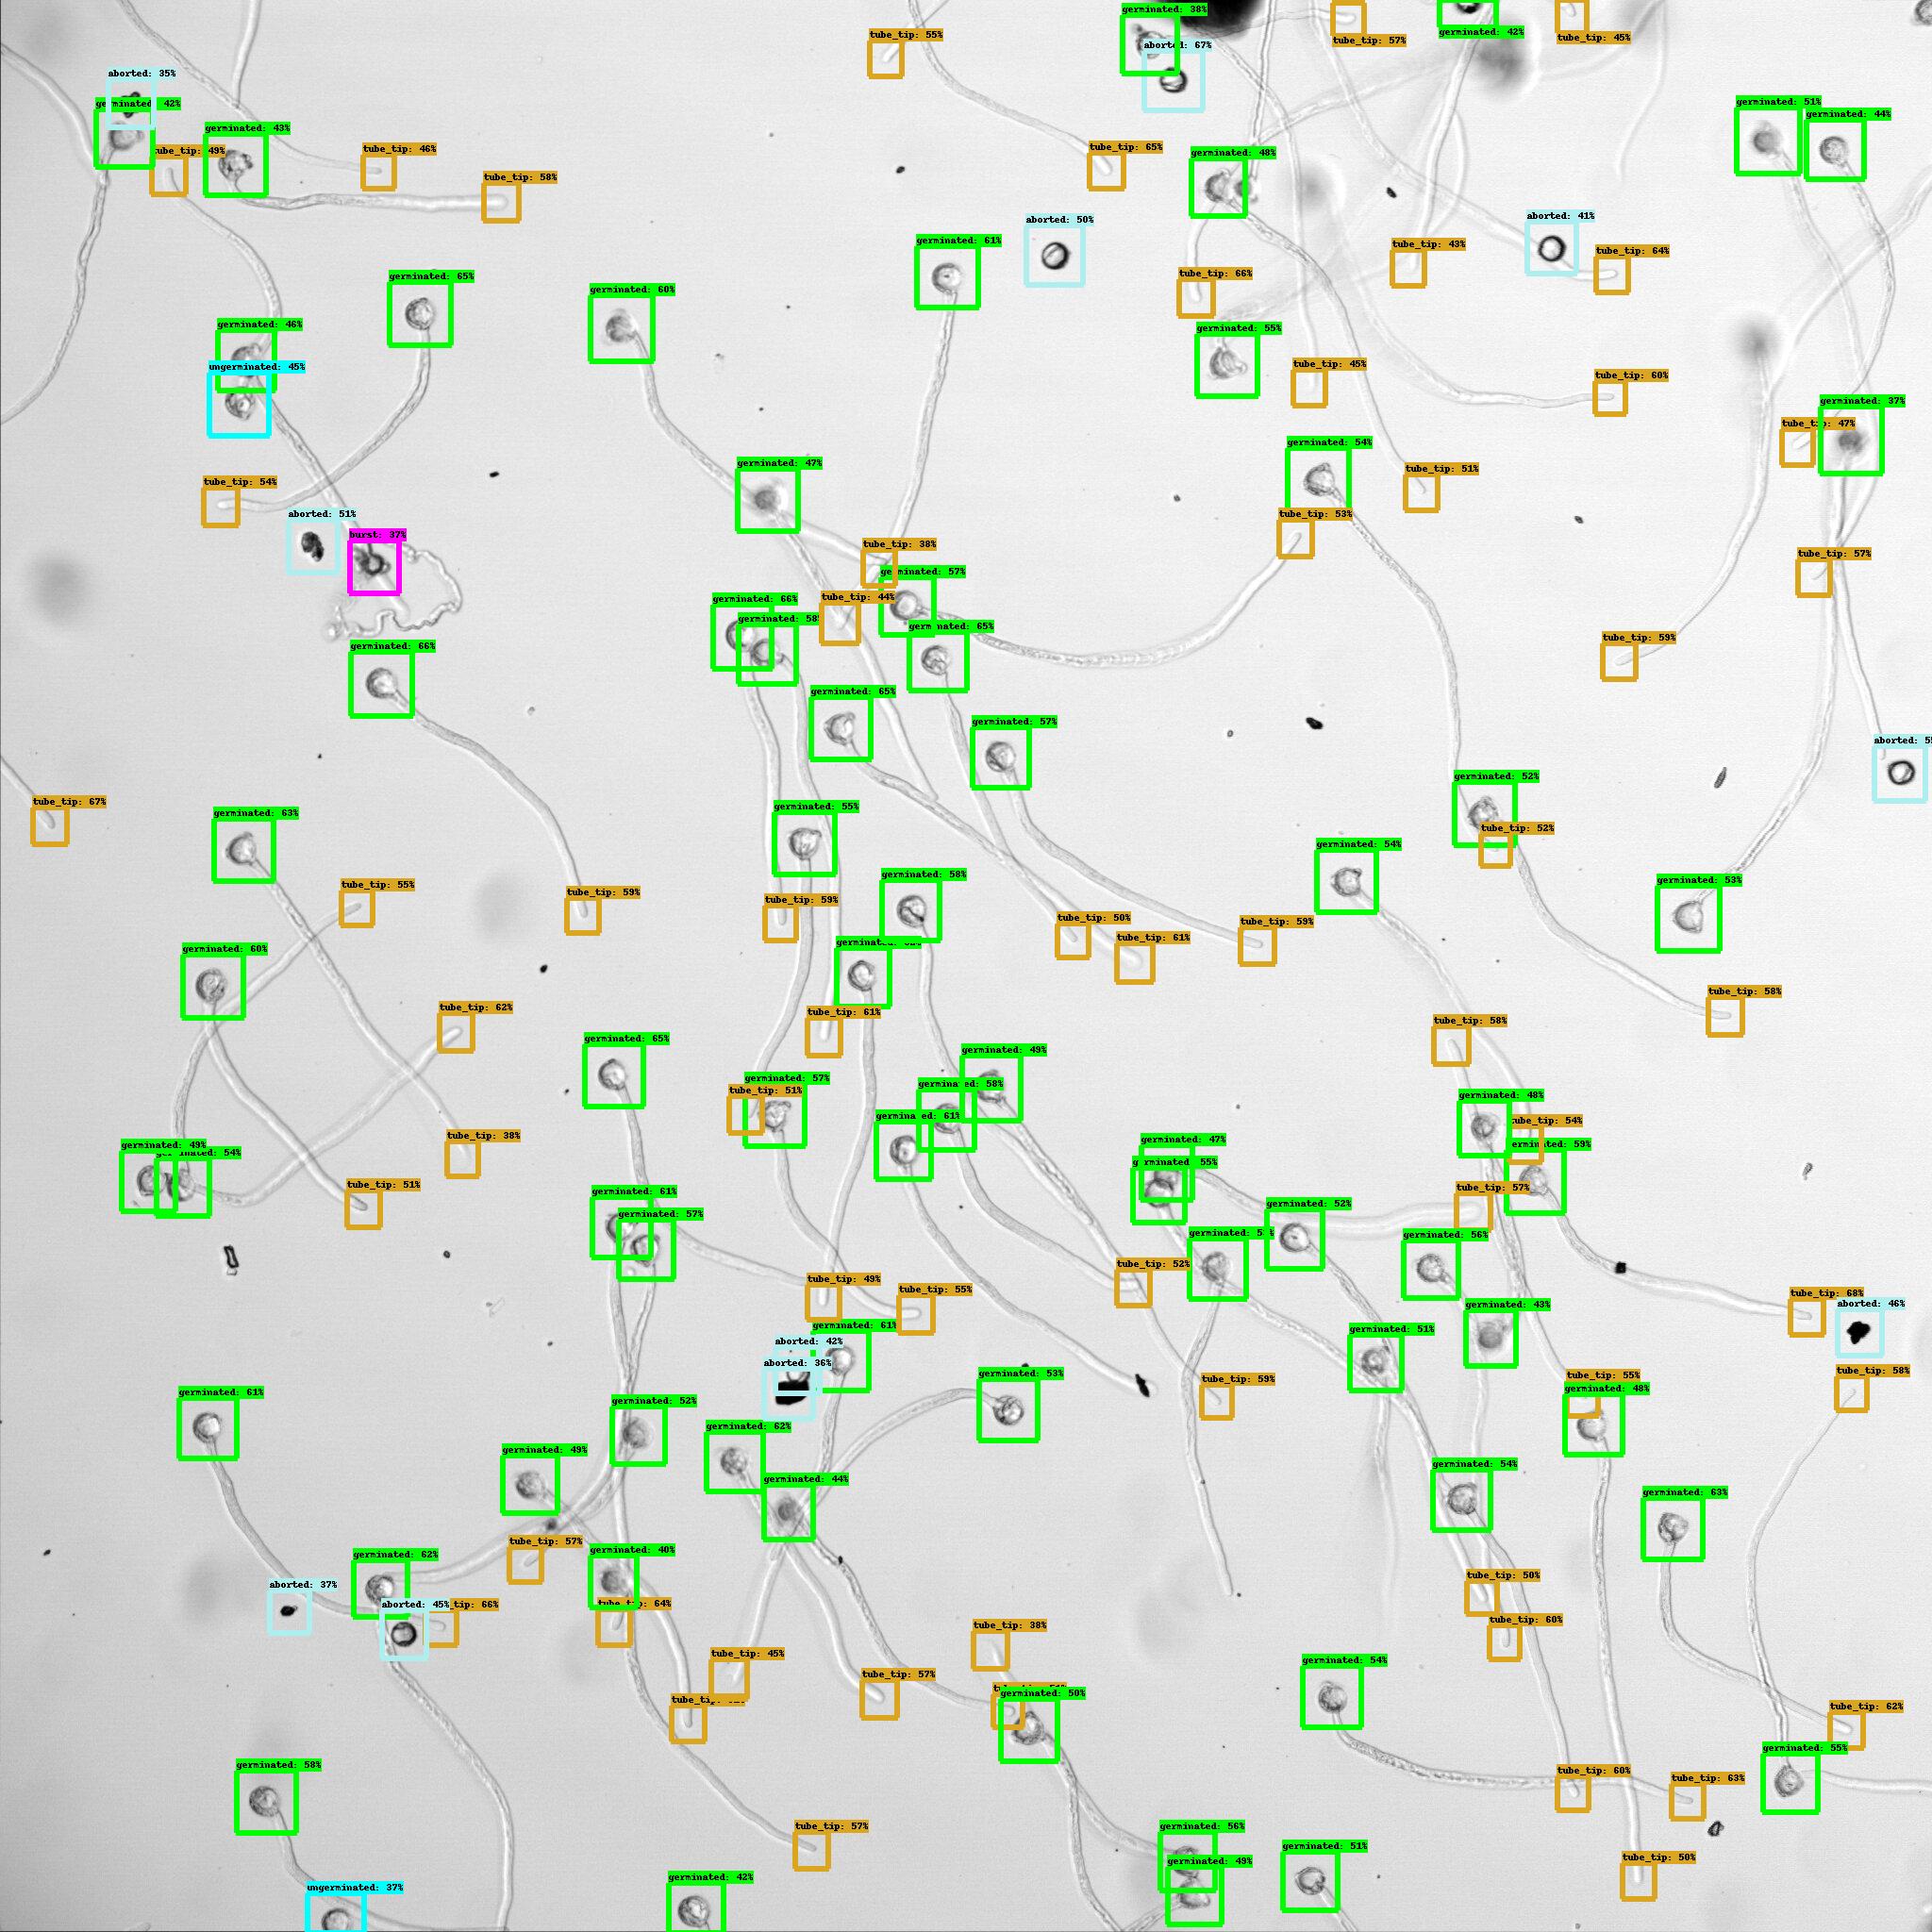 germinated: 38%
tube_tip: 55%
aborted: 67%
tube_tip: 57%
germinated: 42%
tube_tip: 45%
aborted: 35%
germinated: 42%
germinated: 43%
tube_tip: 49%
tube_tip: 46%
tube_tip: 58%
tube_tip: 65%
germinated: 48%
germinated: 51%
germinated: 44%
aborted: 50%
aborted: 41%
germinated: 61%
tube_tip: 43%
tube_tip: 64%
germinated: 65%
germinated: 60%
tube_tip: 66%
germinated: 46%
germinated: 55%
ungerminated: 45%
tube_tip: 45%
tube_tip: 60%
germinated: 37%
tube_tip: 47%
germinated: 54%
germinated: 47%
tube_tip: 51%
tube_tip: 54%
aborted: 51%
tube_tip: 53%
burst: 37%
tube_tip: 38%
tube_tip: 57%
germinated: 57%
germinated: 66%
tube_tip: 44%
germinated: 58%
germinated: 65%
tube_tip: 59%
germinated: 66%
germinated: 65%
germinated: 57%
aborted:
germinated: 52%
tube_tip: 67%
germinated: 63%
germinated: 55%
tube_tip: 52%
germinated: 54%
germinated: 58%
germinated: 53%
tube_tip: 55%
tube_tip: 59%
tube_tip: 59%
tube_tip: 50%
tube_tip: 59%
tube_tip: 61%
germinated: 60%
tube_tip: 58%
tube_tip: 62%
tube_tip: 61%
tube_tip: 58%
germinated: 65%
germinated: 49%
germinated: 57%
germinated: 58%
tube_tip: 51%
germinated: 48%
germinated: 61%
tube_tip: 54%
tube_tip: 38%
germinated: 47%
germinated: 59%
germinated: 49%
germinated: 54%
germinated: 55%
tube_tip: 51%
germinated: 61%
tube_tip: 57%
germinated: 57%
germinated: 52%
germinated:
germinated: 56%
tube_tip: 52%
tube_tip: 49%
tube_tip: 55%
tube_tip: 68%
germinated: 43%
aborted: 46%
germinated: 61%
germinated: 51%
aborted: 42%
aborted: 36%
germinated: 53%
tube_tip: 59%
tube_tip: 55%
tube_tip: 58%
germinated: 61%
germinated: 48%
germinated: 52%
germinated: 62%
germinated: 49%
germinated: 44%
germinated: 54%
germinated: 63%
tube_tip: 57%
germinated: 40%
germinated: 62%
tube_tip: 50%
aborted: 37%
aborted: 45%
tube_tip: 66%
tube_tip: 64%
tube_tip: 60%
tube_tip: 38%
tube_tip: 45%
germinated: 54%
tube_tip: 57%
germinated: 50%
tube_tip: 62%
germinated: 55%
germinated: 58%
tube_tip: 60%
tube_tip: 63%
tube_tip: 57%
germinated: 56%
germinated: 51%
tube_tip: 50%
germinated: 49%
germinated: 42%
ungerminated: 37%